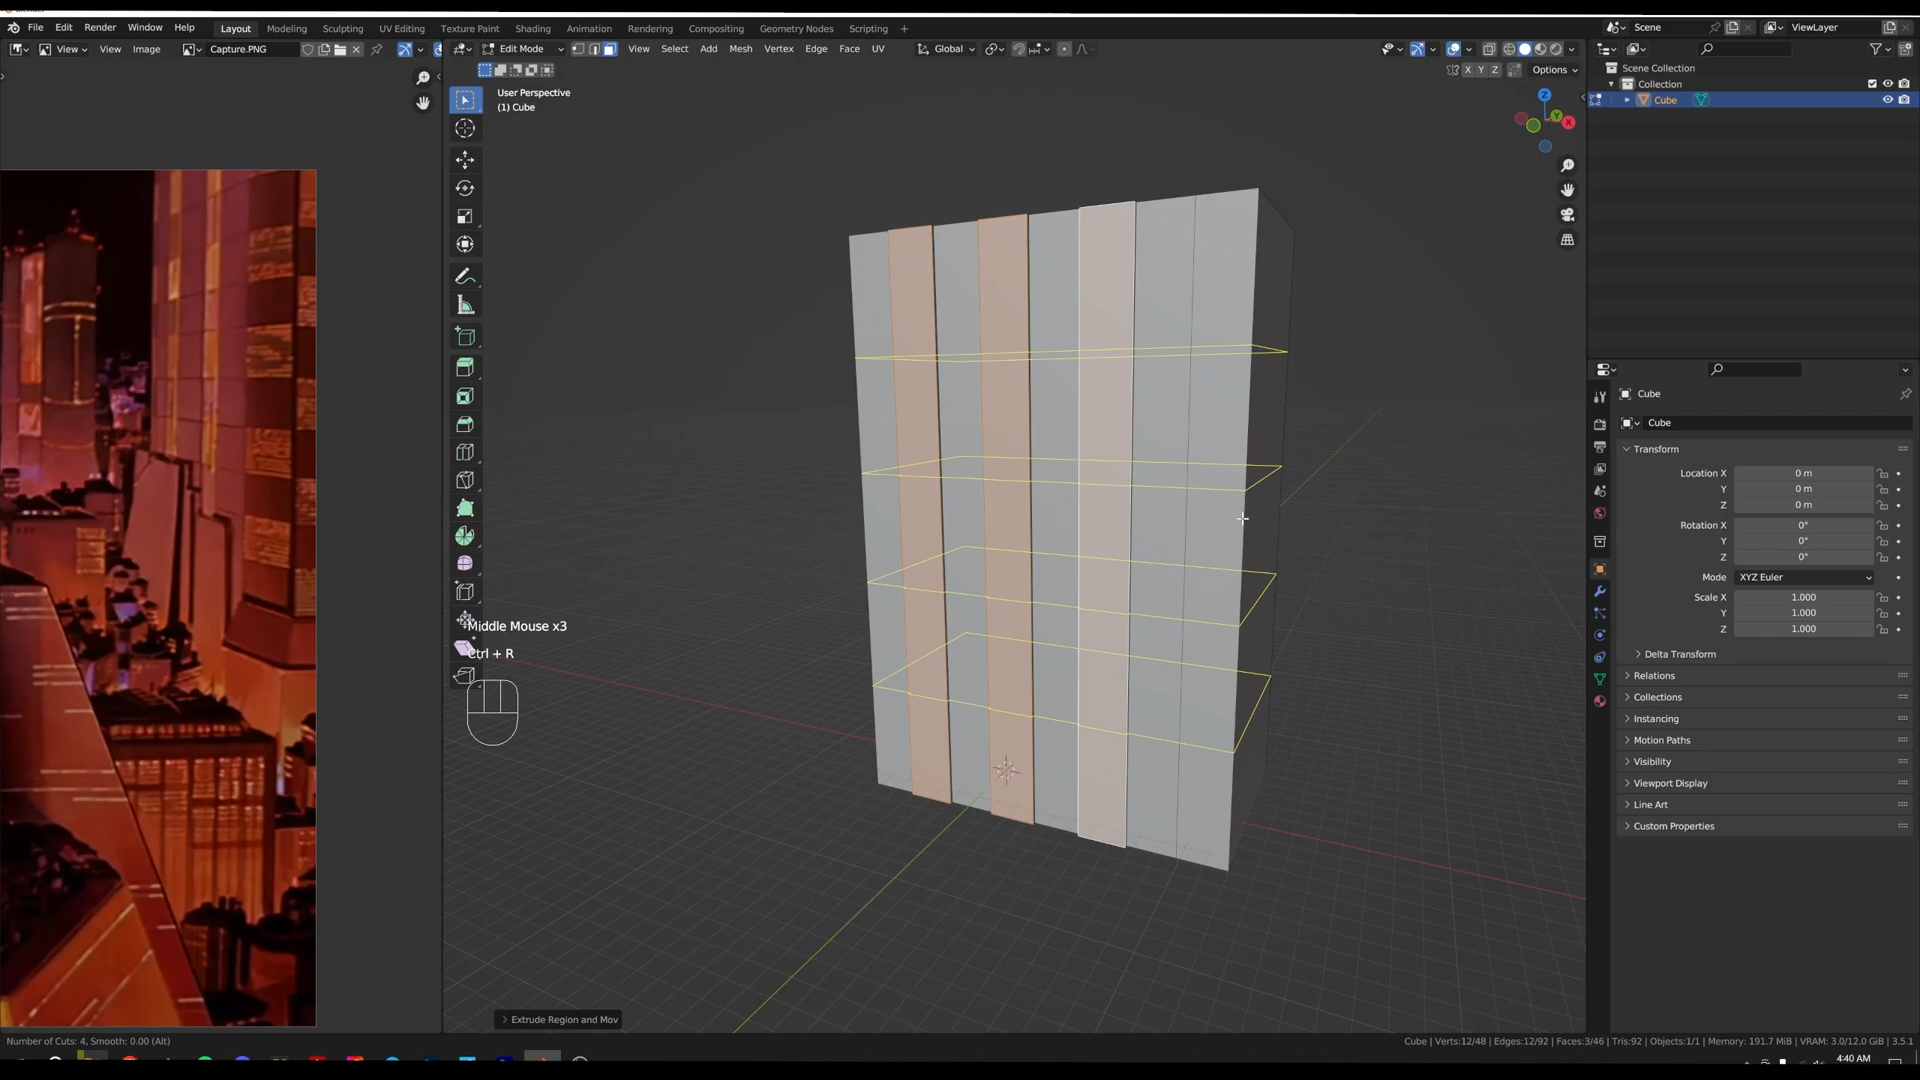 File Edit Render Window Help Layout Modeling Sculpting UV Editing Texture Paint Shading Animation Rendering Compositing Geometry Nodes Scripting + Scene ViewLayer
View View Image Capture.PNG Edit Mode View Select Add Mesh Vertex Edge Face UV Global
X Y Z Options
User Perspective
(1) Cube
Scene Collection
Collection
Cube
Z
Y
X
Cube
Cube
Transform
Location X 0 m
Y 0 m
Z 0 m
Rotation X 0°
Y 0°
Z 0°
Mode XYZ Euler
Scale X 1.000
Y 1.000
Z 1.000
Delta Transform
Relations
Collections
Instancing
Motion Paths
Visibility
Viewport Display
Line Art
Custom Properties
Middle Mouse x3
Ctrl + R
Extrude Region and Mov
Number of Cuts: 4, Smooth: 0.00 (Alt)
Cube | Verts:12/48 | Edges:12/92 | Faces:3/46 | Tris:92 | Objects:1/1 | Memory: 191.7 MiB | VRAM: 3.0/12.0 GiB | 3.5.1
4:40 AM